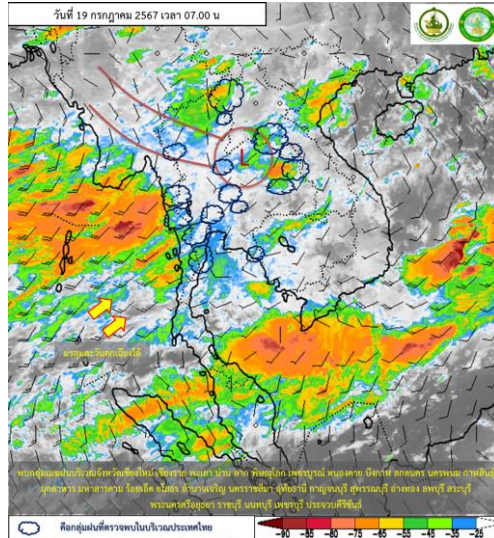 วันที่ 19 กรกฎาคม 2567 เวลา 07.00 น
L
มรสุมตะวันตกเฉียงใต้
พบกลุ่มเมฆฝนบริเวณจังหวัดเชียงใหม่ เชียงราย พะเยา น่าน ตาก พิษณุโลก เพชรบูรณ์ หนองคาย บึงกาฬ สกลนคร นครพนม กาฬสินธุ์
มุกดาหาร มหาสารคาม ร้อยเอ็ด ยโสธร อำนาจเจริญ นครราชสีมา อุทัยธานี กาญจนบุรี สุพรรณบุรี อ่างทอง ลพบุรี สระบุรี
พระนครศรีอยุธยา ราชบุรี นนทบุรี เพชรบุรี ประจวบคีรีขันธ์
คือกลุ่มฝนที่ตรวจพบในบริเวณประเทศไทย
-90 -85 -80 -75 -65 -55 -45 -35 -25